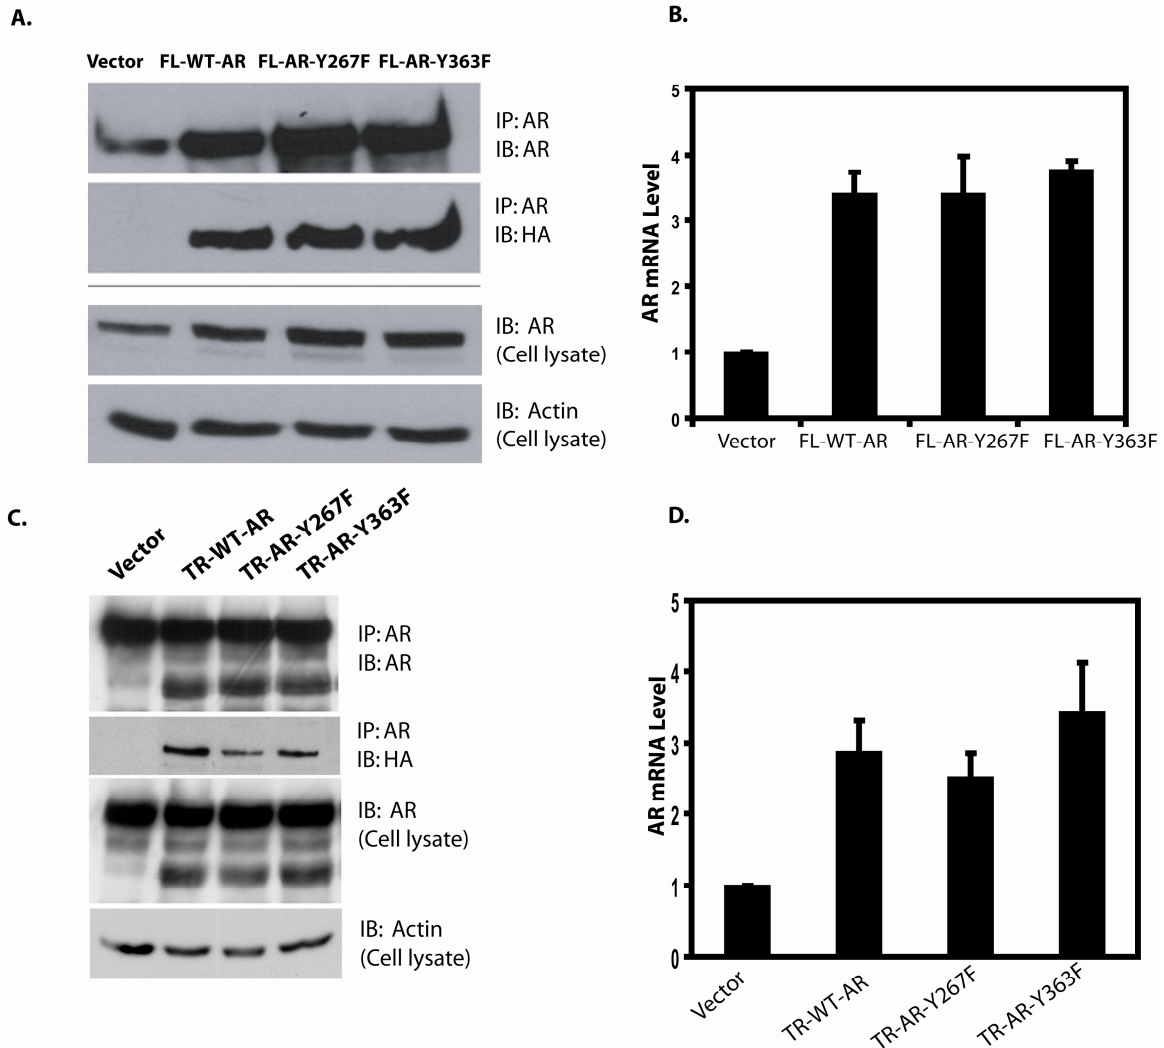 A.
Vector FL-WT-AR FL-AR-Y267F FL-AR-Y363F
IP: AR
IB: AR
IP: AR
IB: HA
IB: AR
(Cell lysate)
IB: Actin
(Cell lysate)
B.
AR mRNA Level
5
4
3
2
1
0
Vector FL-WT-AR FL-AR-Y267F FL-AR-Y363F
C.
Vector
TR-WT-AR
TR-AR-Y267F
TR-AR-Y363F
IP: AR
IB: AR
IP: AR
IB: HA
IB: AR
(Cell lysate)
IB: Actin
(Cell lysate)
D.
AR mRNA Level
5
4
3
2
1
0
Vector
TR-WT-AR
TR-AR-Y267F
TR-AR-Y363F